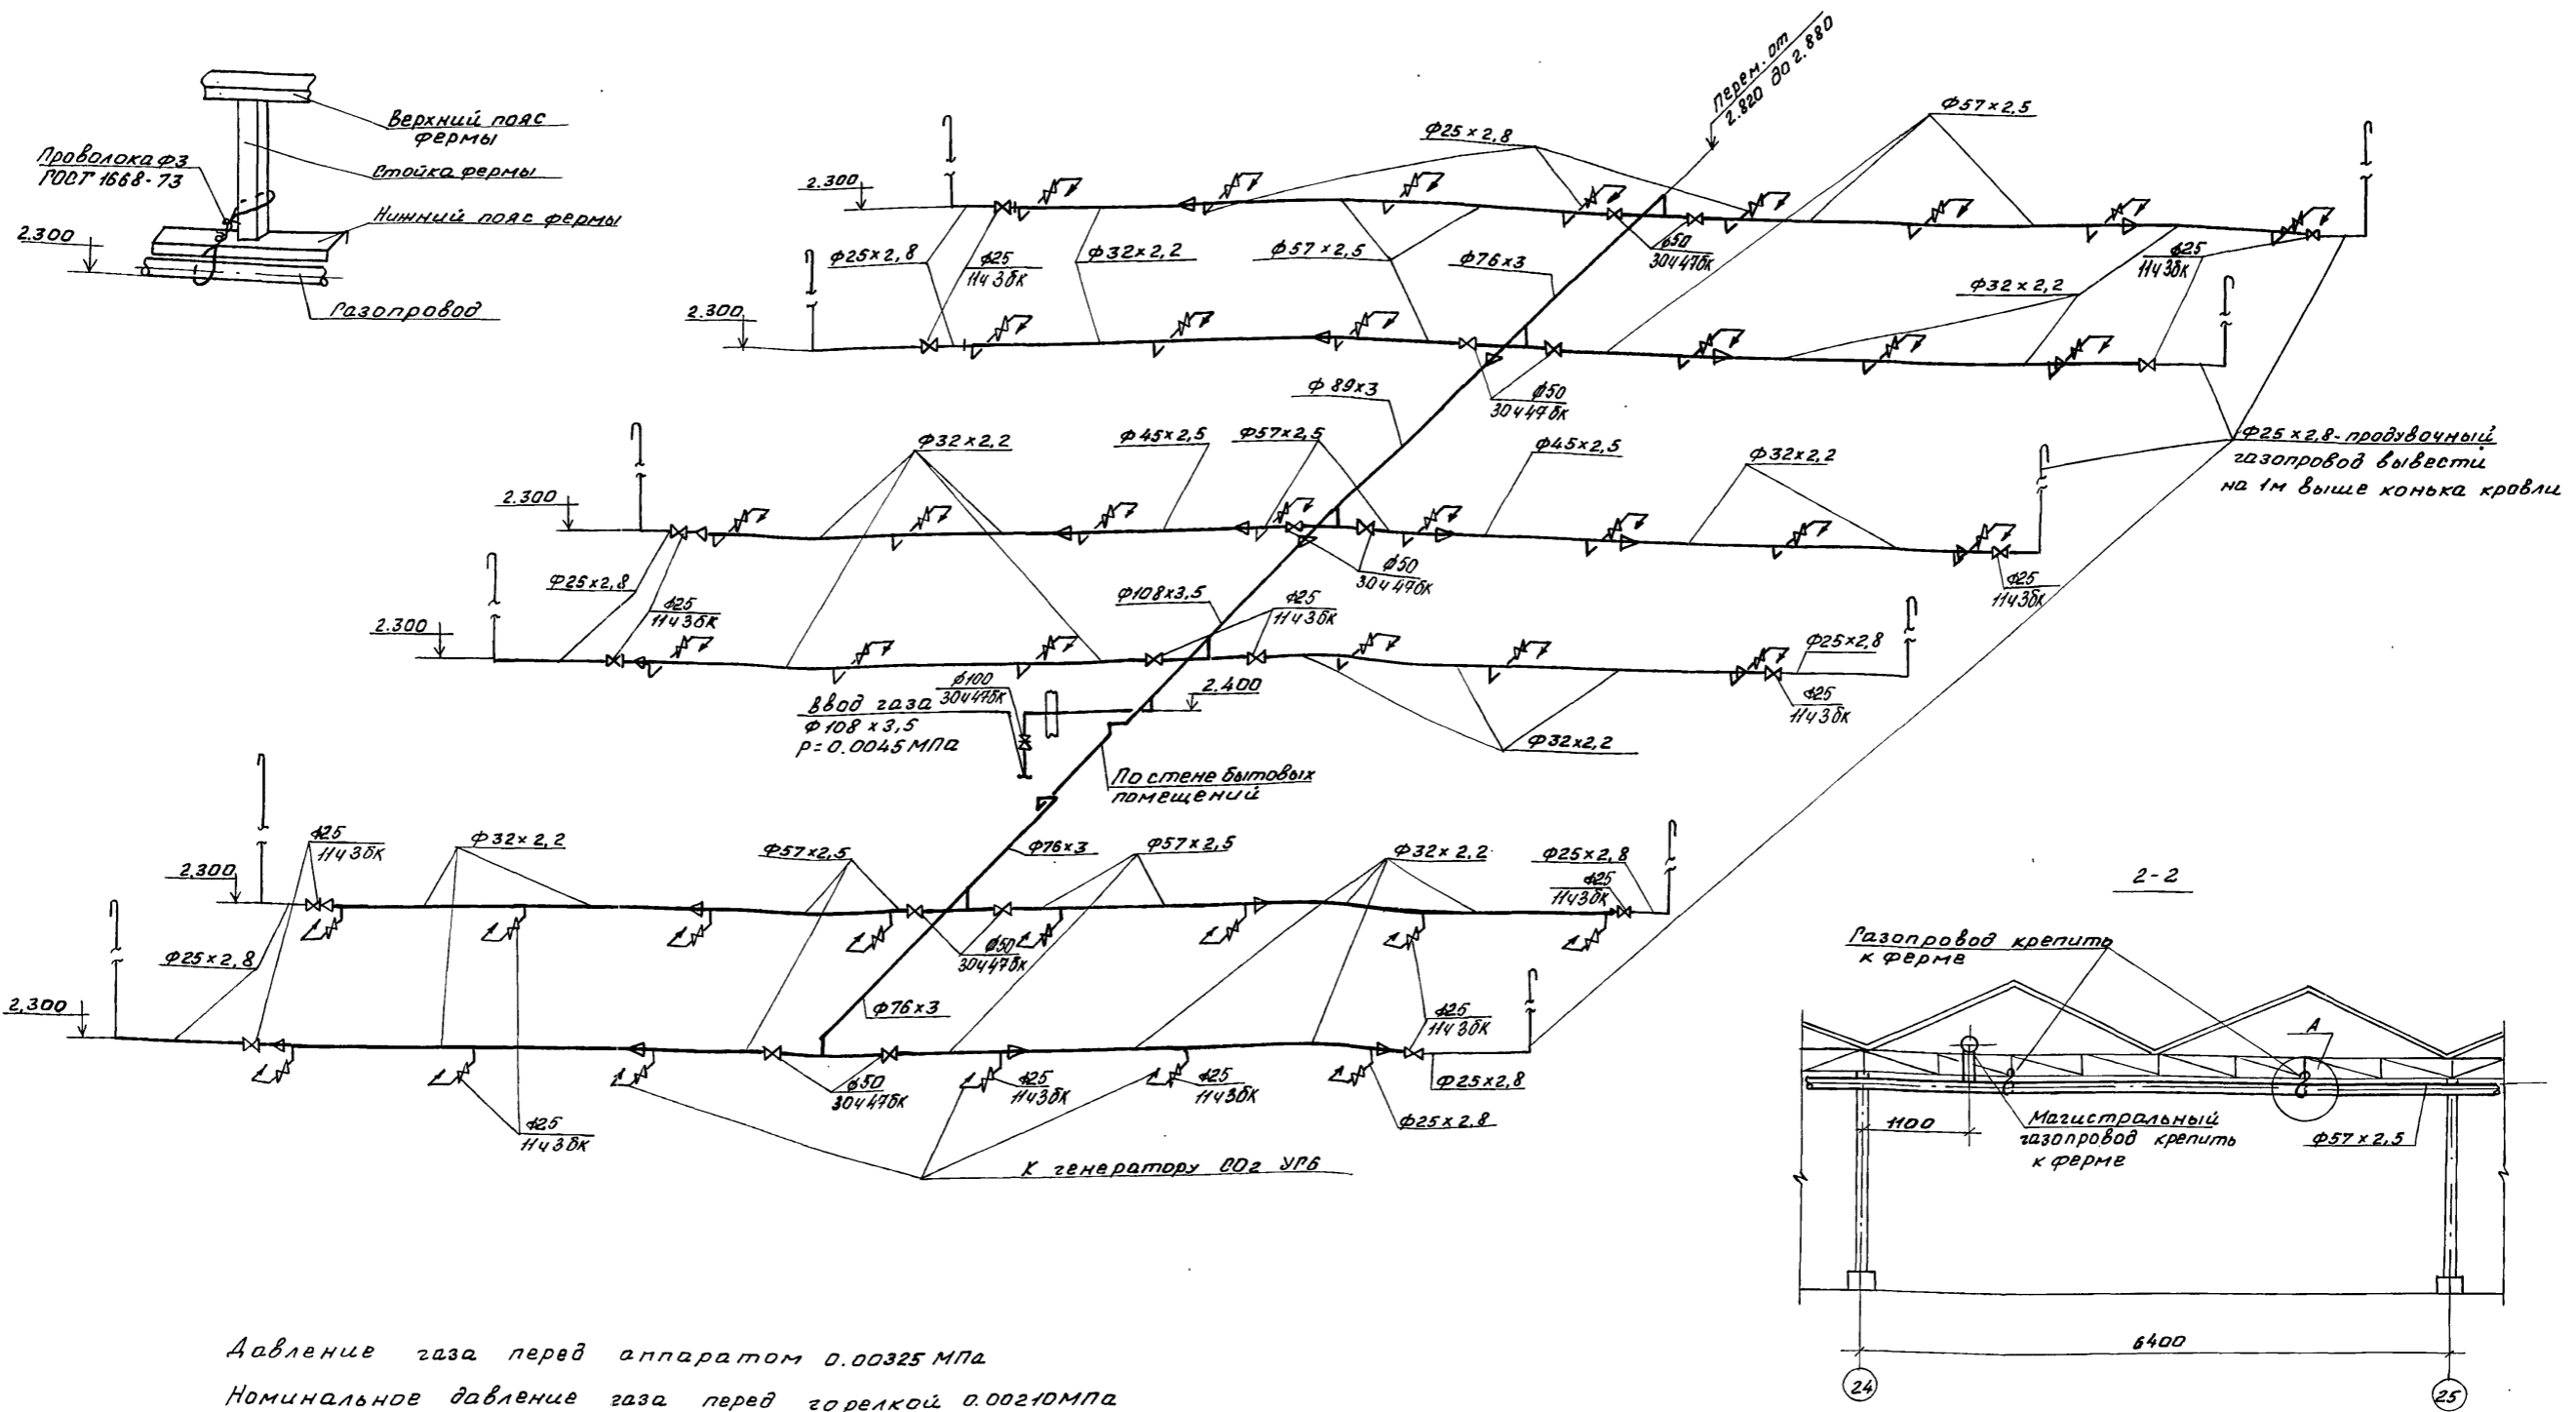 Верхний пояс
фермы
Проволока Ф3
ГОСТ 1668-73
Стойка фермы
Нижний пояс фермы
2.300
Газопровод
Перем. от
2.820 до 2.880
Ф57×2,5
Ф25×2,8
2.300
Ф25×2,8
Ф25
11ч3бк
Ф32×2,2
Ф57×2,5
Ф76×3
Ф50
30ч47бк
Ф25
11ч3бк
Ф32×2,2
2.300
Ф50
30ч47бк
Ф89×3
Ф25×2,8-продувочный
газопровод вывести
на 1м выше конька кровли
Ф32×2,2
Ф45×2,5
Ф57×2,5
Ф45×2,5
Ф32×2,2
2.300
Ф50
30ч47бк
Ф25
11ч3бк
Ф25×2,8
Ф25
11ч3бк
Ф108×3,5
Ф25
11ч3бк
2.300
Ф25×2,8
Ф25
11ч3бк
2.400
Ф100
30ч47бк
Ввод газа
Ф108×3,5
Р=0.0045МПа
Ф32×2,2
По стене бытовых
помещений
Ф25
11ч3бк
Ф32×2,2
Ф57×2,5
Ф76×3
Ф57×2,5
Ф32×2,2
Ф25×2,8
Ф25
11ч3бк
2,300
Ф50
30ч47бк
Ф25×2,8
2,300
Ф76×3
Ф25
11ч3бк
Ф50
30ч47бк
Ф25
11ч3бк
Ф25
11ч3бк
Ф25×2,8
Ф25×2,8
Ф25
11ч3бк
К генератору СО2 УГ6
2-2
Газопровод крепить
к ферме
А
1100
Магистральный
газопровод крепить
к ферме
Ф57×2,5
6400
24
25
Давление газа перед аппаратом 0.00325 МПа
Номинальное давление газа перед горелкой 0.00210МПа